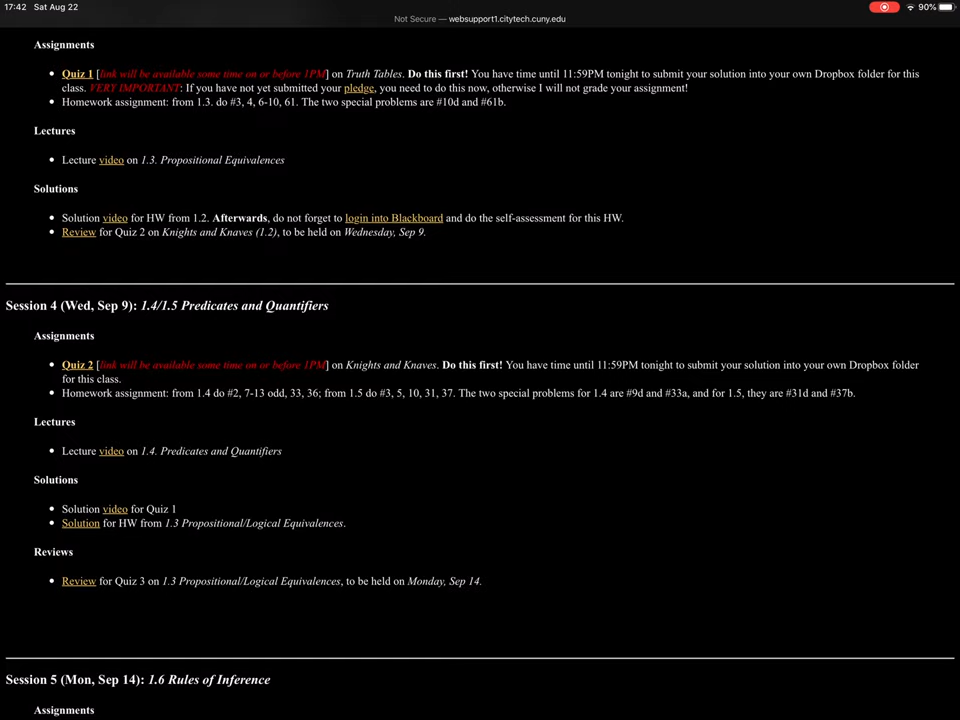 17:42 Sat Aug 22
90%
Not Secure — websupport1.citytech.cuny.edu
Assignments
• Quiz 1 [link will be available some time on or before 1PM] on Truth Tables. Do this first! You have time until 11:59PM tonight to submit your solution into your own Dropbox folder for this
class. VERY IMPORTANT: If you have not yet submitted your pledge, you need to do this now, otherwise I will not grade your assignment!
• Homework assignment: from 1.3. do #3, 4, 6-10, 61. The two special problems are #10d and #61b.
Lectures
• Lecture video on 1.3. Propositional Equivalences
Solutions
• Solution video for HW from 1.2. Afterwards, do not forget to login into Blackboard and do the self-assessment for this HW.
• Review for Quiz 2 on Knights and Knaves (1.2), to be held on Wednesday, Sep 9.
Session 4 (Wed, Sep 9): 1.4/1.5 Predicates and Quantifiers
Assignments
• Quiz 2 [link will be available some time on or before 1PM] on Knights and Knaves. Do this first! You have time until 11:59PM tonight to submit your solution into your own Dropbox folder
for this class.
• Homework assignment: from 1.4 do #2, 7-13 odd, 33, 36; from 1.5 do #3, 5, 10, 31, 37. The two special problems for 1.4 are #9d and #33a, and for 1.5, they are #31d and #37b.
Lectures
• Lecture video on 1.4. Predicates and Quantifiers
Solutions
• Solution video for Quiz 1
• Solution for HW from 1.3 Propositional/Logical Equivalences.
Reviews
• Review for Quiz 3 on 1.3 Propositional/Logical Equivalences, to be held on Monday, Sep 14.
Session 5 (Mon, Sep 14): 1.6 Rules of Inference
Assignments